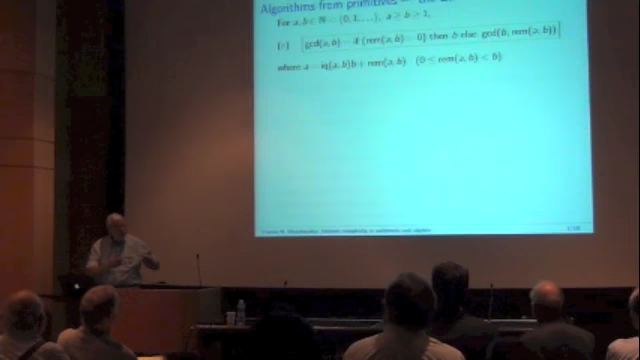 Algorithms from primitives — the
For a, b ∈ ℕ = {0, 1, . . .}, a ≥ b ≥ 1,
(ε) gcd(a, b) = if (rem(a, b) = 0) then b else gcd(b, rem(a, b))
where a = iq(a, b)b + rem(a, b) (0 ≤ rem(a, b) < b)